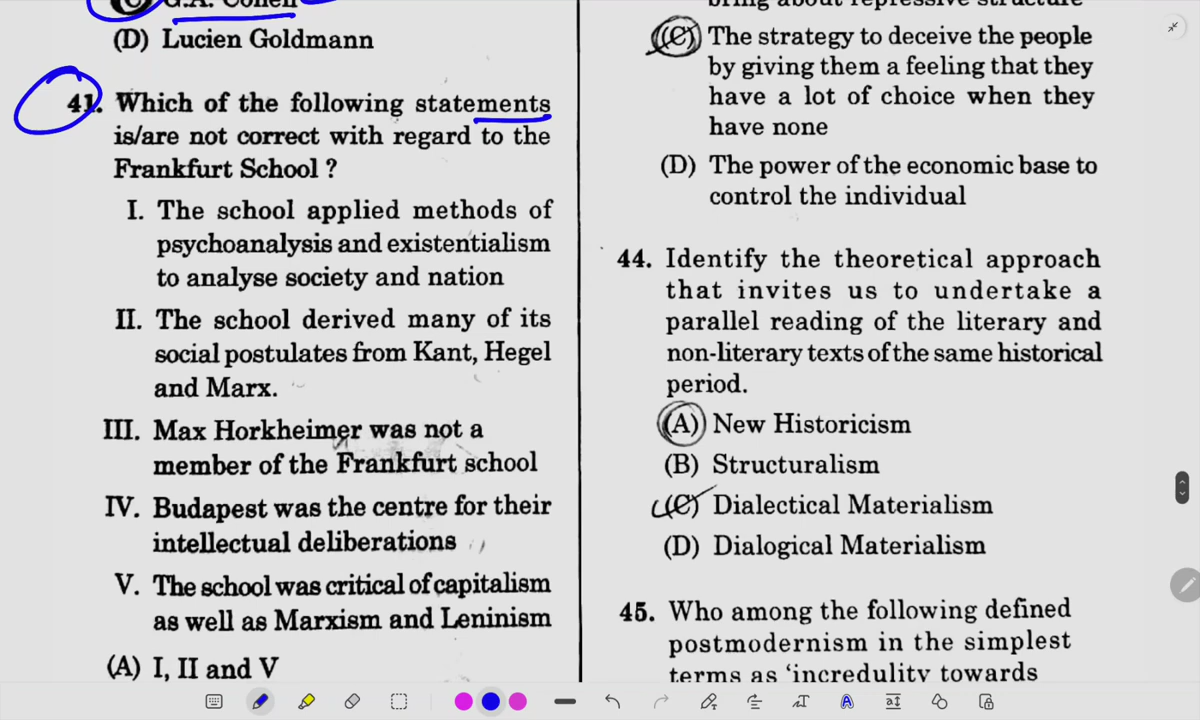 (D) Lucien Goldmann
41. Which of the following statements
is/are not correct with regard to the
Frankfurt School ?
I. The school applied methods of
psychoanalysis and existentialism
to analyse society and nation
II. The school derived many of its
social postulates from Kant, Hegel
and Marx.
III. Max Horkheimer was not a
member of the Frankfurt school
IV. Budapest was the centre for their
intellectual deliberations
V. The school was critical of capitalism
as well as Marxism and Leninism
(A) I, II and V
bring about repressive structure
(C) The strategy to deceive the people
by giving them a feeling that they
have a lot of choice when they
have none
(D) The power of the economic base to
control the individual
44. Identify the theoretical approach
that invites us to undertake a
parallel reading of the literary and
non-literary texts of the same historical
period.
(A) New Historicism
(B) Structuralism
(C) Dialectical Materialism
(D) Dialogical Materialism
45. Who among the following defined
postmodernism in the simplest
terms as 'incredulity towards